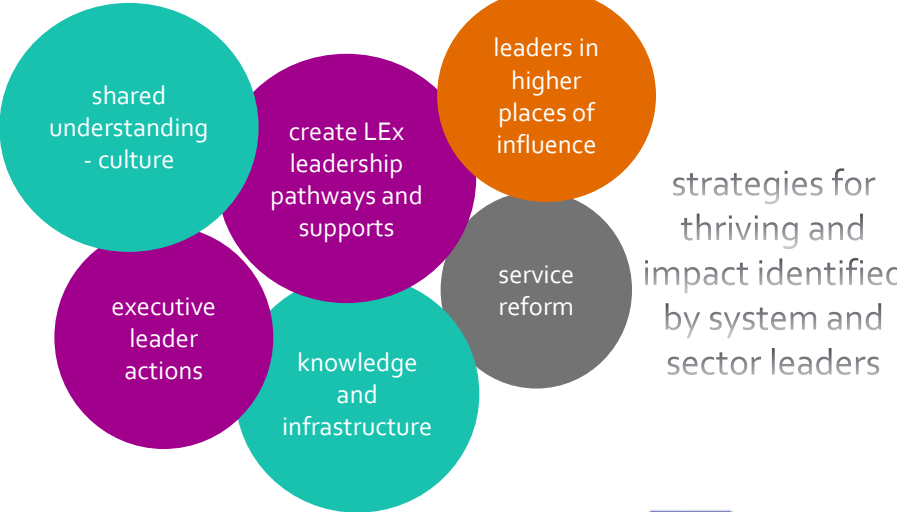 shared
understanding
- culture
create LEx
leadership
pathways and
supports
leaders in
higher
places of
influence
executive
leader
actions
knowledge
and
infrastructure
service
reform
strategies for
thriving and
impact identified
by system and
sector leaders